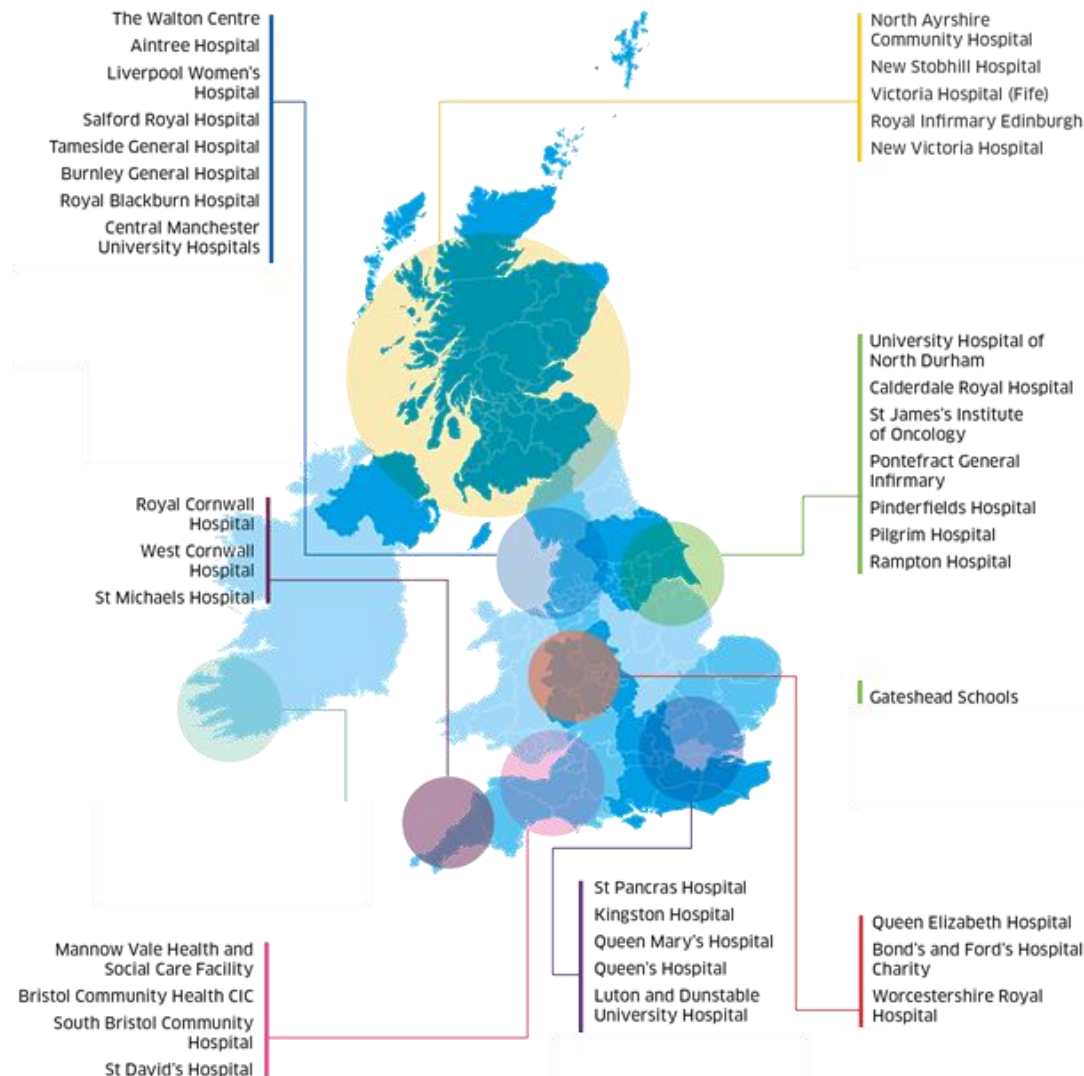 The Walton Centre
Aintree Hospital
Liverpool Women's
Hospital
Salford Royal Hospital
Tameside General Hospital
Burnley General Hospital
Royal Blackburn Hospital
Central Manchester
University Hospitals
North Ayrshire
Community Hospital
New Stobhill Hospital
Victoria Hospital (Fife)
Royal Infirmary Edinburgh
New Victoria Hospital
University Hospital of
North Durham
Calderdale Royal Hospital
St James's Institute
of Oncology
Pontefract General
Infirmary
Pinderfields Hospital
Pilgrim Hospital
Rampton Hospital
Royal Cornwall
Hospital
West Cornwall
Hospital
St Michaels Hospital
Gateshead Schools
St Pancras Hospital
Kingston Hospital
Queen Mary's Hospital
Queen's Hospital
Luton and Dunstable
University Hospital
Queen Elizabeth Hospital
Bond's and Ford's Hospital
Charity
Worcestershire Royal
Hospital
Mannow Vale Health and
Social Care Facility
Bristol Community Health CIC
South Bristol Community
Hospital
St David's Hospital